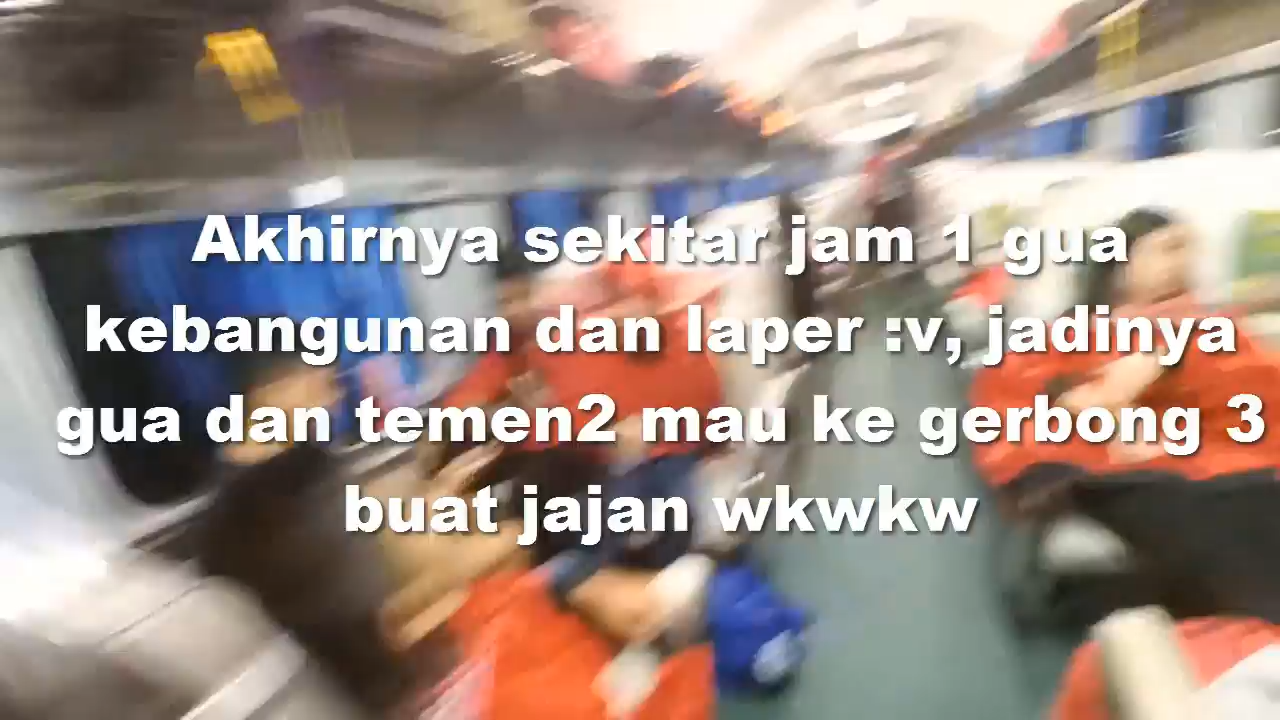 Akhirnya sekitar jam 1 gua
kebangunan dan laper :v, jadinya
gua dan temen2 mau ke gerbong 3
buat jajan wkwkw